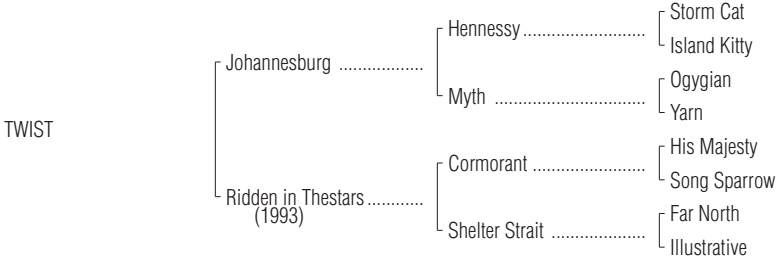 Storm Cat
Hennessy ..........................
Island Kitty
Johannesburg ..................
Ogygian
Myth ................................
Yarn
TWIST
His Majesty
Cormorant ........................
Song Sparrow
Ridden in Thestars ............
(1993)
Far North
Shelter Strait ....................
Illustrative